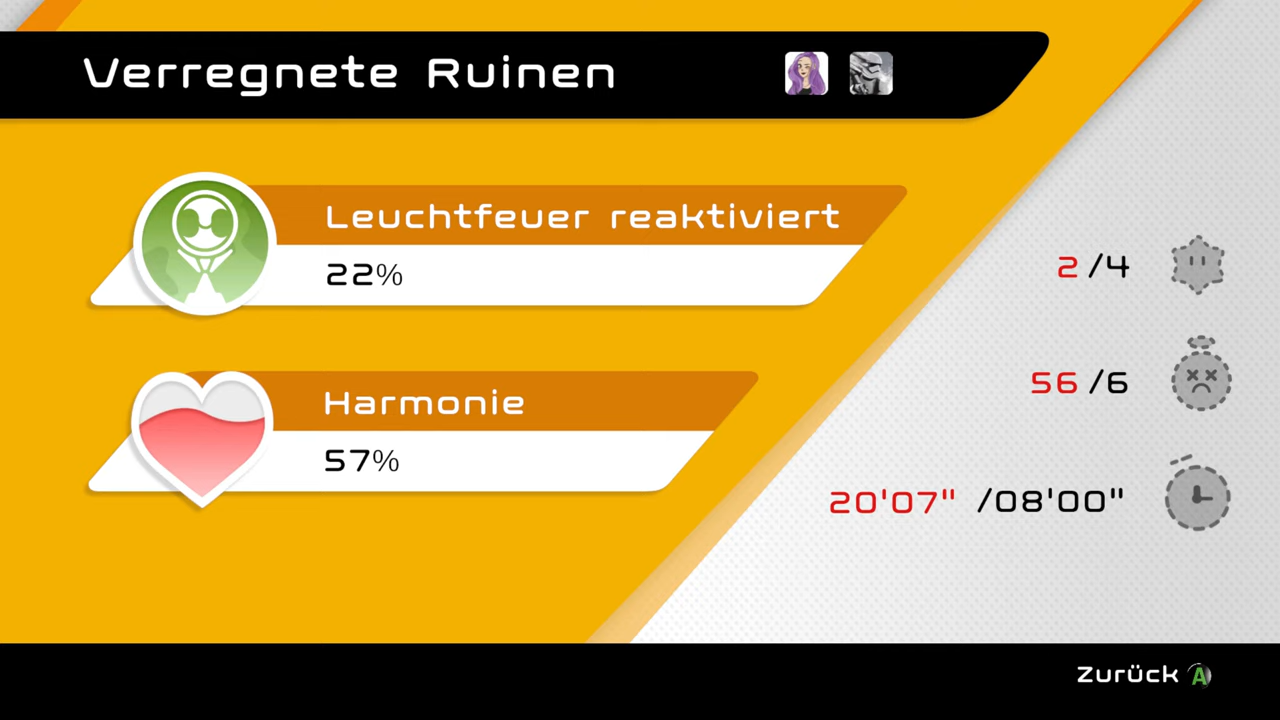 Verregnete Ruinen
Leuchtfeuer reaktiviert
22%
Harmonie
57%
2 /4
56 /6
20'07" /08'00"
Zurück A